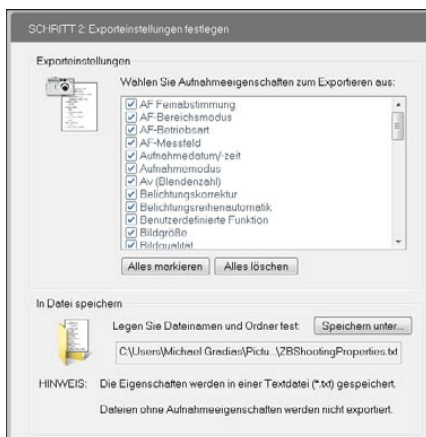 SCHRITT 2: Exporteinstellungen festlegen
Exporteinstellungen
Wählen Sie Aufnahmeeigenschaften zum Exportieren aus:
AF Feinabstimmung
AF-Bereichsmodus
AF-Betriebsart
AF-Messfeld
Aufnahmedatum/-zeit
Aufnahmemodus
Av (Blendenzahl)
Belichtungskorrektur
Belichtungsreihenautomatik
Benutzerdefinierte Funktion
Bildgröße
Bildqualität
Alles markieren Alles löschen
In Datei speichern
Legen Sie Dateinamen und Ordner fest: Speichern unter...
C:\Users\Michael Gradias\Pictu...\ZBShootingProperties.txt
HINWEIS: Die Eigenschaften werden in einer Textdatei (*.txt) gespeichert.
Dateien ohne Aufnahmeeigenschaften werden nicht exportiert.